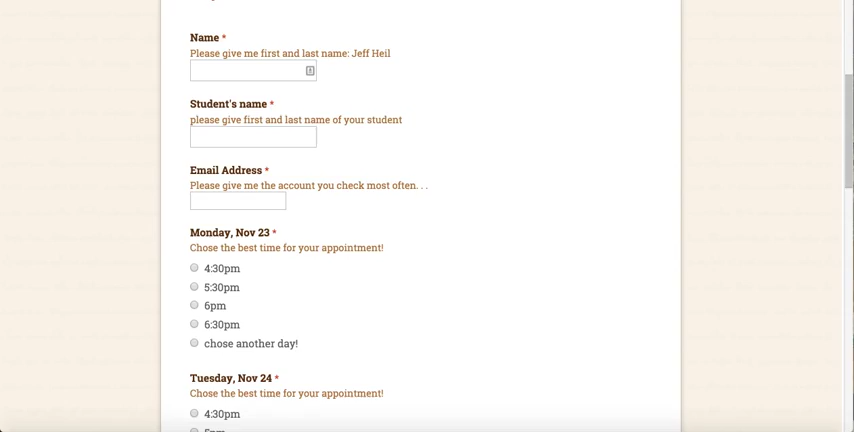 Name *
Please give me first and last name: Jeff Heil
Student's name *
please give first and last name of your student
Email Address *
Please give me the account you check most often. . .
Monday, Nov 23 *
Chose the best time for your appointment!
4:30pm
5:30pm
6pm
6:30pm
chose another day!
Tuesday, Nov 24 *
Chose the best time for your appointment!
4:30pm
5pm